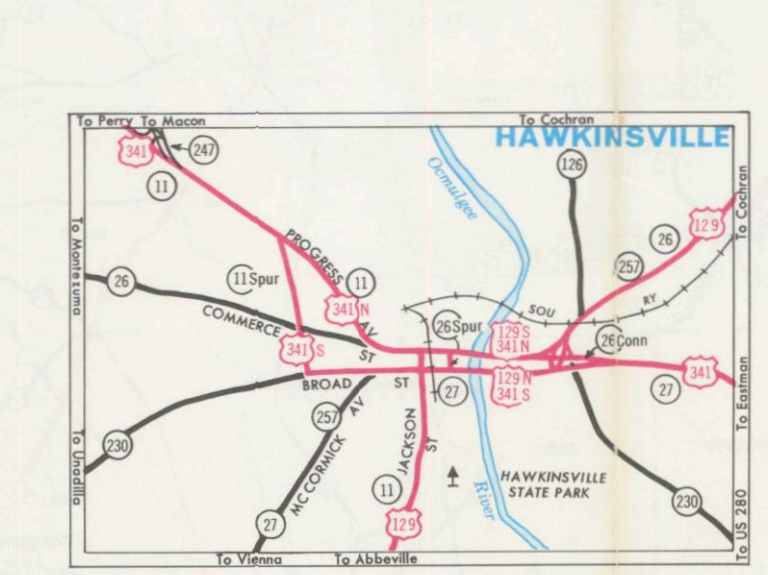 To Perry To Macon
To Cochran
HAWKINSVILLE
341
247
11
126
Ocmulgee
To Cochran
129
26
257
To Montezuma
26
11 Spur
PROGRESS AV
11
341 N
SOU RY
COMMERCE ST
341 S
26 Spur
129 S
341 N
26 Conn
BROAD ST
27
129 N
341 S
341
27
To Eastman
257
MC CORMICK AV
JACKSON ST
230
To Unadilla
11
HAWKINSVILLE
STATE PARK
River
230
To US 280
27
129
To Vienna
To Abbeville